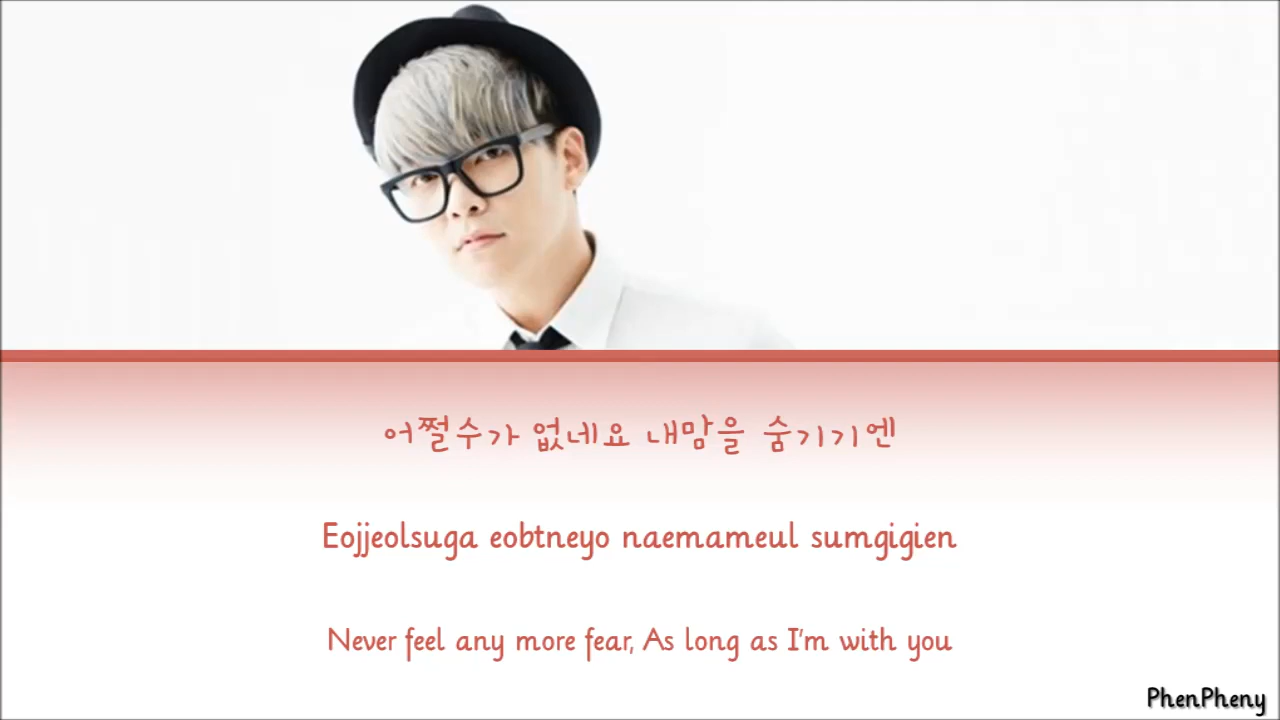 어쩔수가 없네요 내맘을 숨기기엔
Eojjeolsuga eobtneyo naemameul sumgigien
Never feel any more fear, As long as I'm with you
PhenPheny